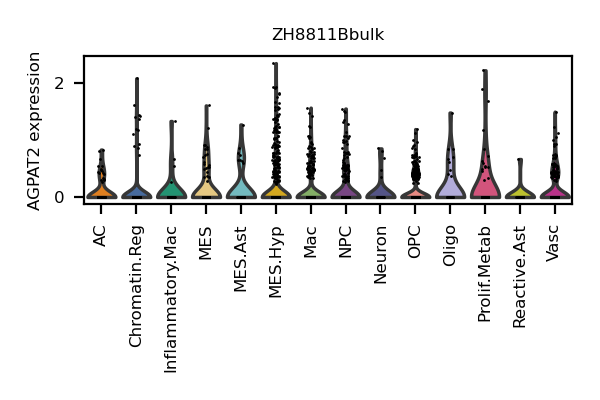 ZH8811Bbulk
AGPAT2 expression
2
0
AC
Chromatin.Reg
Inflammatory.Mac
MES
MES.Ast
MES.Hyp
Mac
NPC
Neuron
OPC
Oligo
Prolif.Metab
Reactive.Ast
Vasc